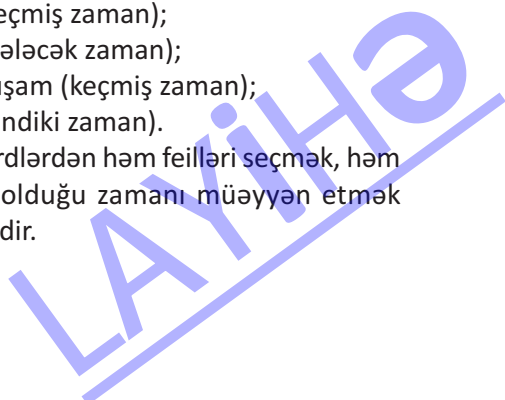 eçmiş zaman);
ələcək zaman);
şam (keçmiş zaman);
ndiki zaman).
rdlərdən həm feilləri seçmək, həm
olduğu zamanı müəyyən etmək
dir.
LAYİHƏ